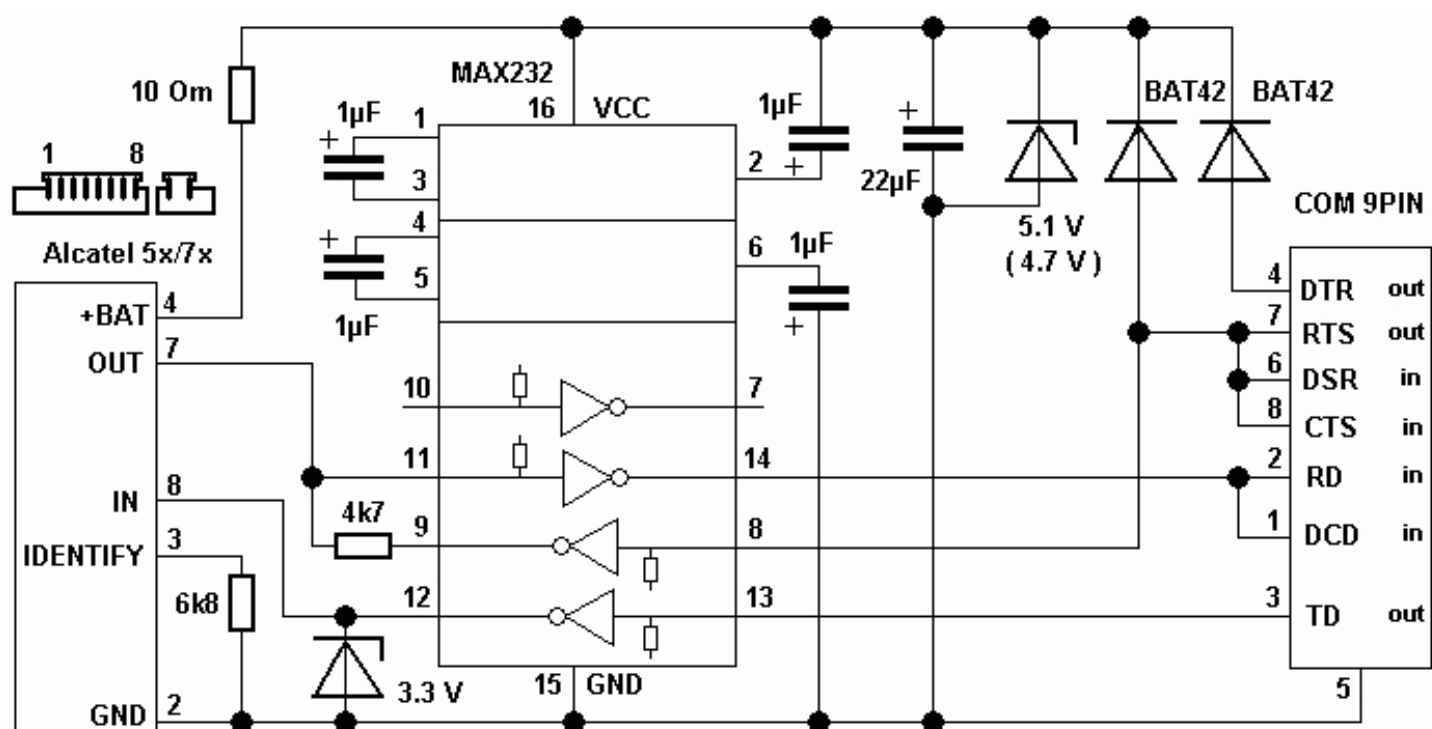 MAX232
10 Om
1µF
1
16
VCC
1µF
+
BAT42
BAT42
+
1
8
+
3
2
+
22µF
COM 9PIN
Alcatel 5x/7x
+
4
5
1µF
6
1µF
+
5.1 V
( 4.7 V )
+BAT
4
4
DTR
out
OUT
7
7
RTS
out
6
DSR
in
10
7
8
CTS
in
11
14
2
RD
in
IN
8
4k7
9
8
1
DCD
in
IDENTIFY
3
6k8
12
13
3
TD
out
3.3 V
15
GND
5
GND
2